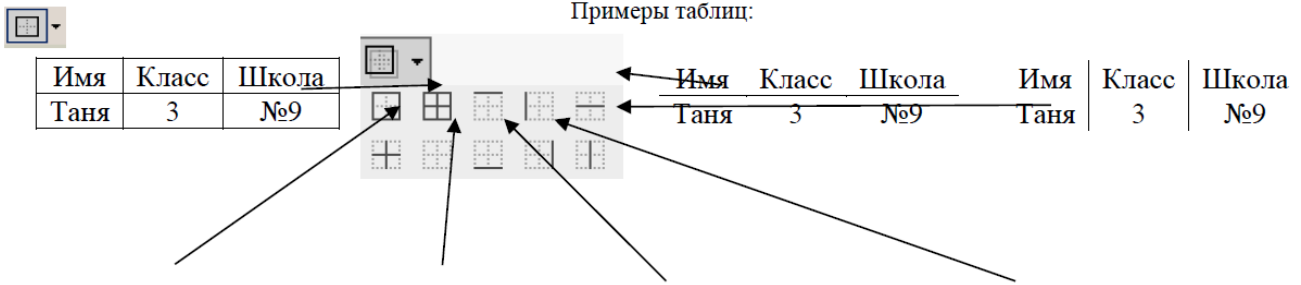 Примеры таблиц:
Имя Класс Школа
Таня 3 №9
Имя Класс Школа
Таня 3 №9
Имя Класс Школа
Таня 3 №9